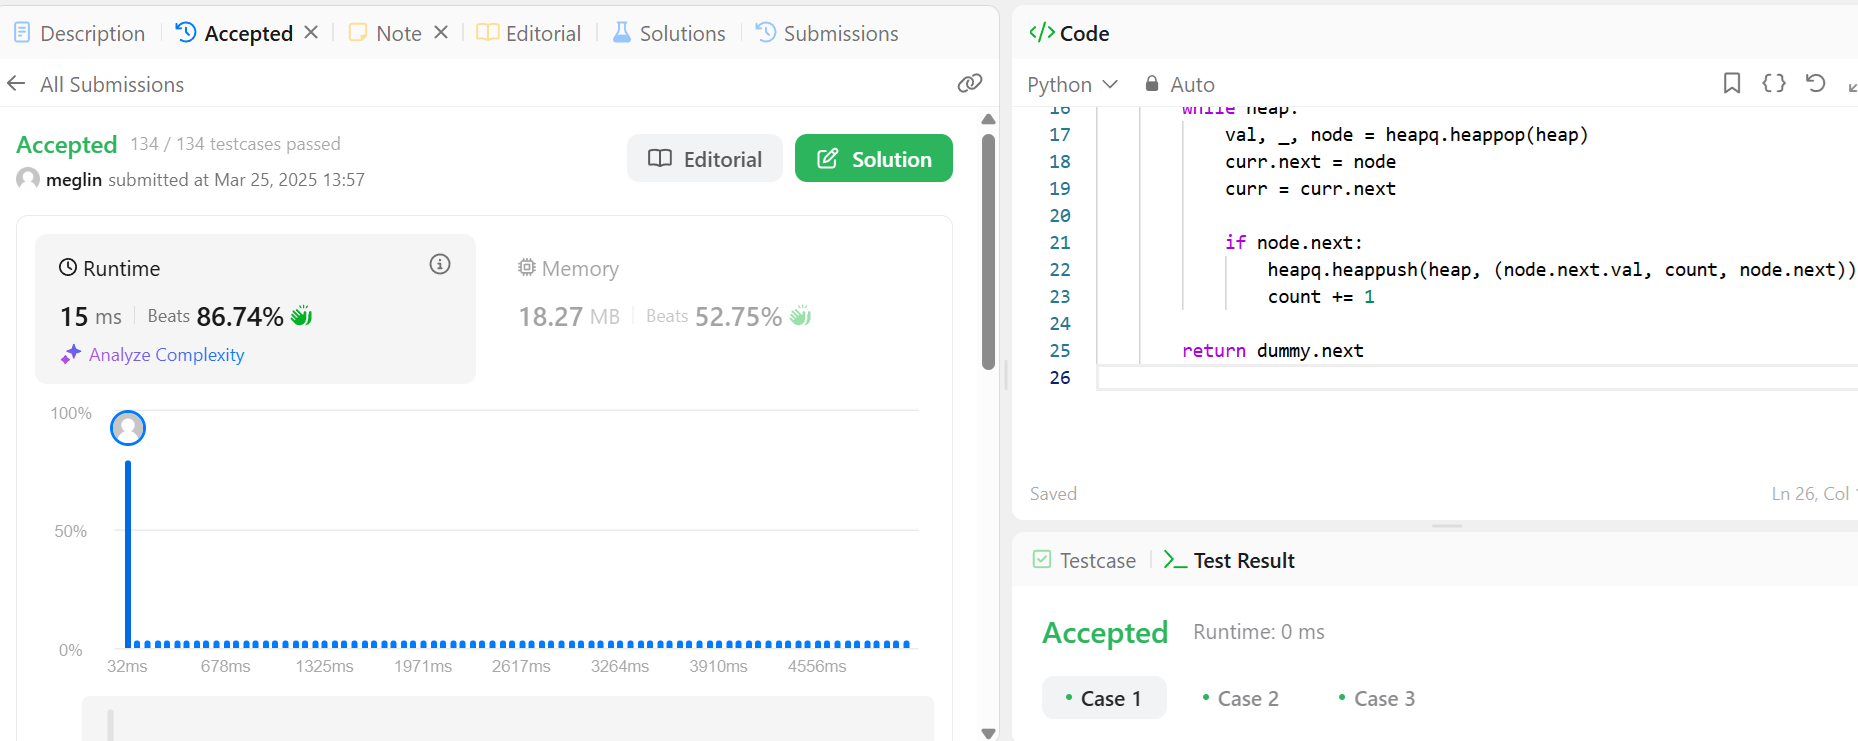 Description Accepted Note Editorial Solutions Submissions
All Submissions
Accepted 134 / 134 testcases passed
meglin submitted at Mar 25, 2025 13:57
Editorial Solution
Runtime
15 ms Beats 86.74%
Analyze Complexity
Memory
18.27 MB Beats 52.75%
100%
50%
0%
32ms 678ms 1325ms 1971ms 2617ms 3264ms 3910ms 4556ms
</> Code
Python Auto
16 while heap:
17 val, _, node = heapq.heappop(heap)
18 curr.next = node
19 curr = curr.next
20
21 if node.next:
22 heapq.heappush(heap, (node.next.val, count, node.next))
23 count += 1
24
25 return dummy.next
26
Saved Ln 26, Col
Testcase Test Result
Accepted Runtime: 0 ms
Case 1 Case 2 Case 3